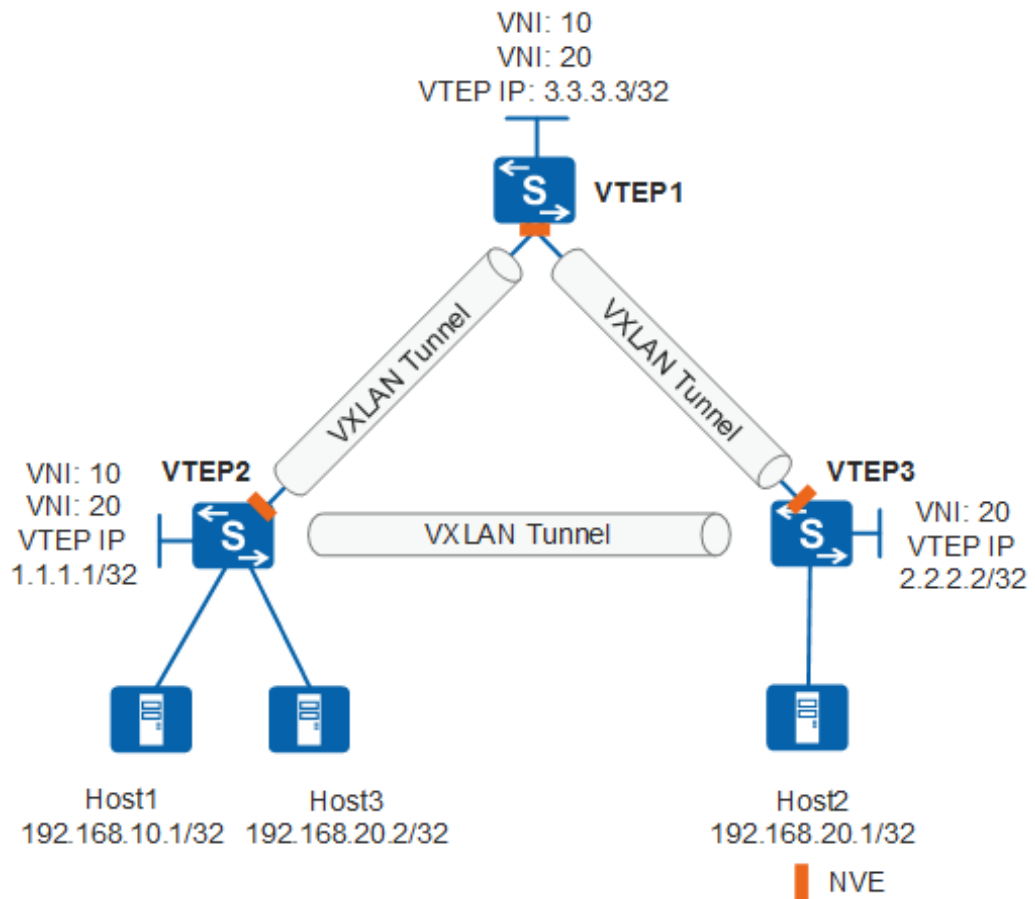 VNI: 10
VNI: 20
VTEP IP: 3.3.3.3/32
S
VTEP1
VXLAN Tunnel
VXLAN Tunnel
VNI: 10
VNI: 20
VTEP IP
1.1.1.1/32
VTEP2
S
VXLAN Tunnel
VTEP3
S
VNI: 20
VTEP IP
2.2.2.2/32
Host1
192.168.10.1/32
Host3
192.168.20.2/32
Host2
192.168.20.1/32
NVE